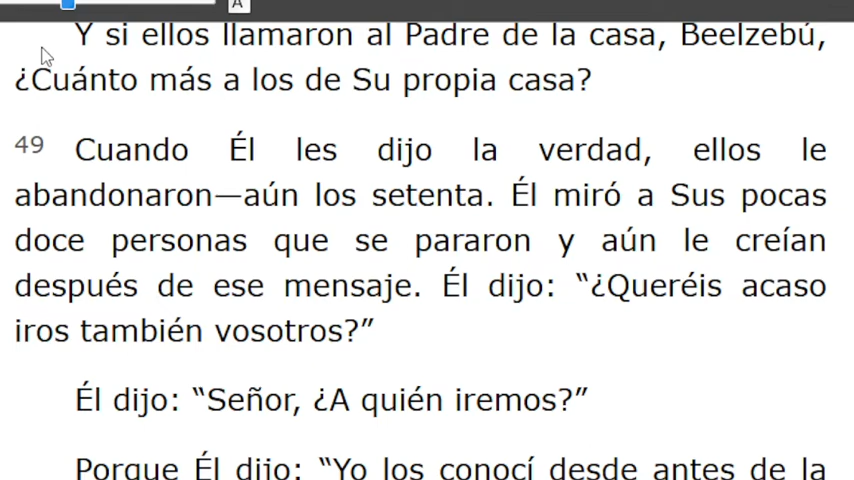 A
Y si ellos llamaron al Padre de la casa, Beelzebú,
¿Cuánto más a los de Su propia casa?
49 Cuando Él les dijo la verdad, ellos le
abandonaron—aún los setenta. Él miró a Sus pocas
doce personas que se pararon y aún le creían
después de ese mensaje. Él dijo: “¿Queréis acaso
iros también vosotros?”
Él dijo: “Señor, ¿A quién iremos?”
Porque Él dijo: “Yo los conocí desde antes de la